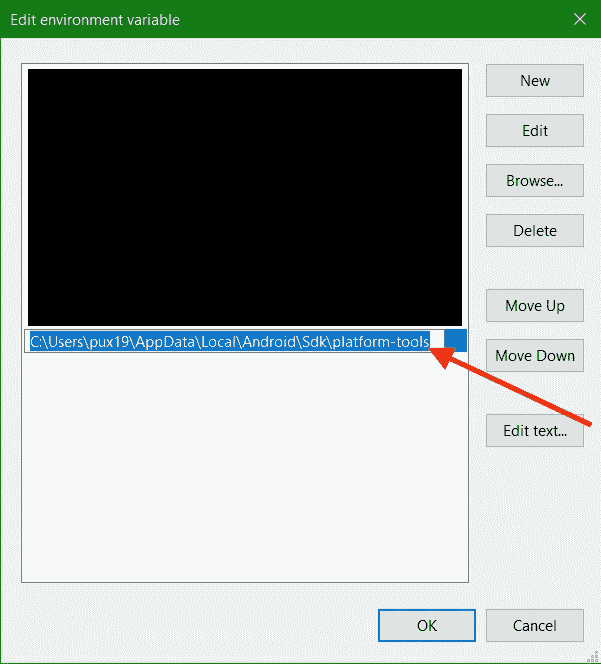 Edit environment variable
New
Edit
Browse...
Delete
C:\Users\pux19\AppData\Local\Android\Sdk\platform-tools
Move Up
Move Down
Edit text...
OK
Cancel